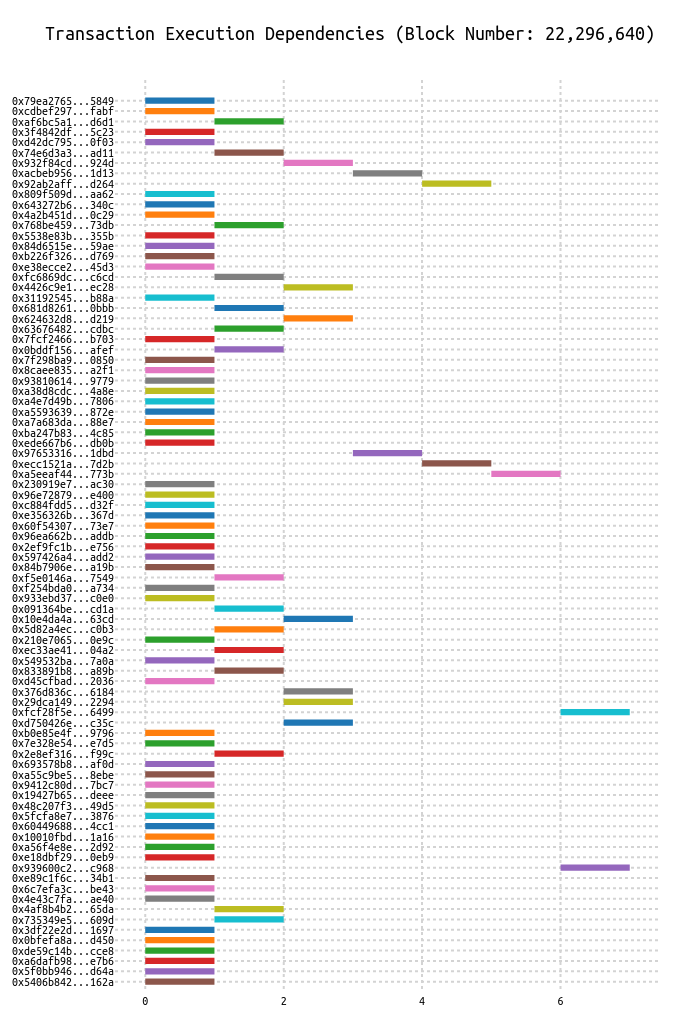 Transaction Execution Dependencies (Block Number: 22,296,640)
0x79ea2765...5849
0xcdbef297...fabf
0xaf6bc5a1...d6d1
0x3f4842df...5c23
0xd42dc795...0f03
0x74e6d3a3...ad11
0x932f84cd...924d
0xacbeb956...1d13
0x92ab2aff...d264
0x809f509d...aa62
0x643272b6...340c
0x4a2b451d...0c29
0x768be459...73db
0x5538e83b...355b
0x84d6515e...59ae
0xb226f326...d769
0xe38ecce2...45d3
0xfc6869dc...c6cd
0x4426c9e1...ec28
0x31192545...b88a
0x681d8261...0bbb
0x624632d8...d219
0x63676482...cdbc
0x7fcf2466...b703
0x0bddf156...afef
0x7f298ba9...0850
0x8caee835...a2f1
0x93810614...9779
0xa38d8cdc...4a8e
0xa4e7d49b...7806
0xa5593639...872e
0xa7a683da...88e7
0xba247b83...4c85
0xede667b6...db0b
0x97653316...1dbd
0xecc1521a...7d2b
0xa5eeaf44...773b
0x230919e7...ac30
0x96e72879...e400
0xc884fdd5...d32f
0xe356326b...367d
0x60f54307...73e7
0x96ea662b...addb
0x2ef9fc1b...e756
0x597426a4...add2
0x84b7906e...a19b
0xf5e0146a...7549
0xf254bda0...a734
0x933ebd37...c0e0
0x091364be...cd1a
0x10e4da4a...63cd
0x5d82a4ec...c0b3
0x210e7065...0e9c
0xec33ae41...04a2
0x549532ba...7a0a
0x833891b8...a89b
0xd45cfbad...2036
0x376d836c...6184
0x29dca149...2294
0xfcf28f5e...6499
0xd750426e...c35c
0xb0e85e4f...9796
0x7e328e54...e7d5
0x2e8ef316...f99c
0x693578b8...af0d
0xa55c9be5...8ebe
0x9412c80d...7bc7
0x19427b65...deee
0x48c207f3...49d5
0x5fcfa8e7...3876
0x60449688...4cc1
0x10010fbd...1a16
0xa56f4e8e...2d92
0xe18dbf29...0eb9
0x939600c2...c968
0xe89c1f6c...34b1
0x6c7efa3c...be43
0x4e43c7fa...ae40
0x4af8b4b2...65da
0x735349e5...609d
0x3df22e2d...1697
0x0bfefa8a...d450
0xde59c14b...cce8
0xa6dafb98...e7b6
0x5f0bb946...d64a
0x5406b842...162a
0 2 4 6